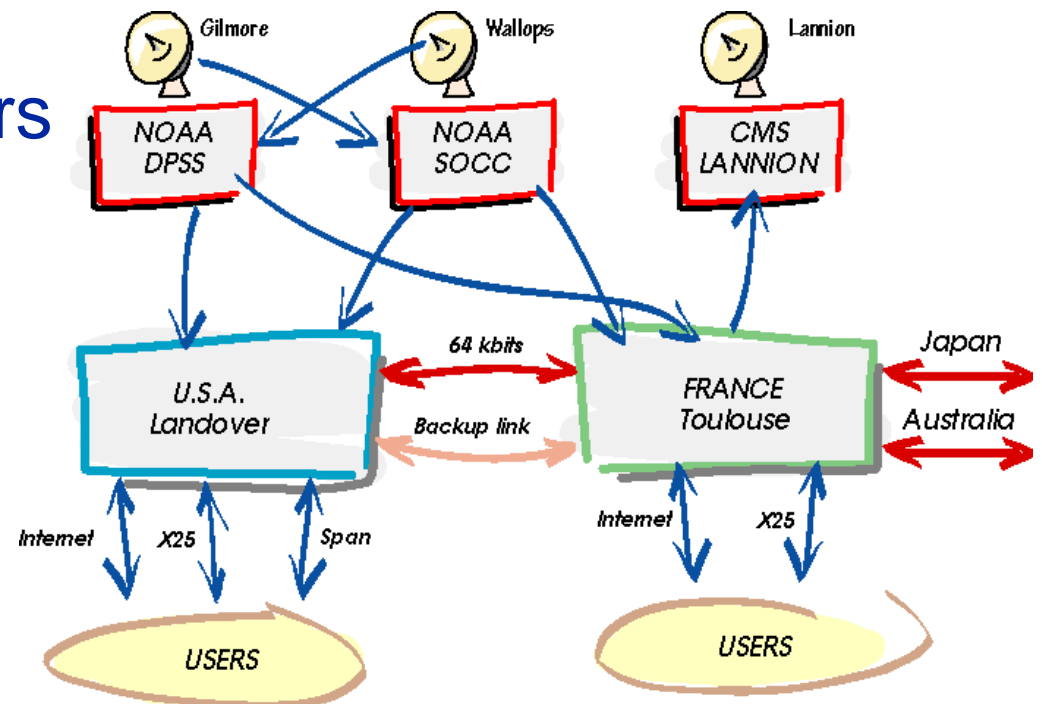 Gilmore
Wallops
Lannion
rs
NOAA
DPSS
NOAA
SOCC
CMS
LANNION
64 kbits
Japan
U.S.A.
Landover
FRANCE
Toulouse
Backup link
Australia
Internet
X25
Span
Internet
X25
USERS
USERS